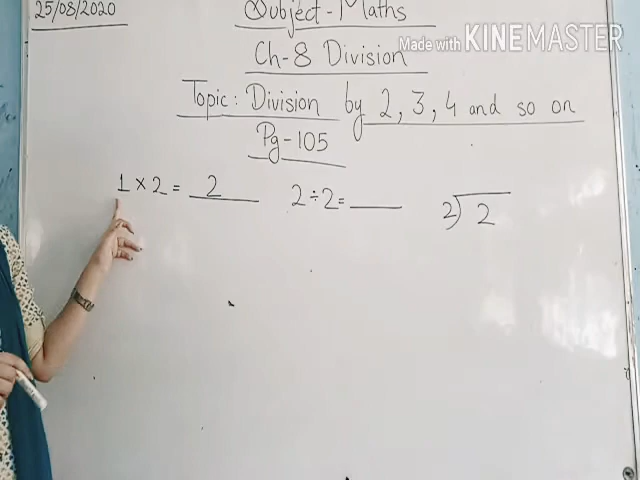 25/08/2020
Subject - Maths
Made with KINEMASTER
Ch-8 Division
Topic: Division by 2, 3, 4 and so on
Pg-105
1 × 2 = 2
2 ÷ 2 =
2) 2